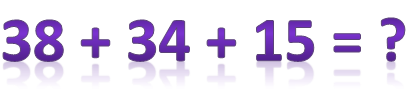 38 + 34 + 15 = ?